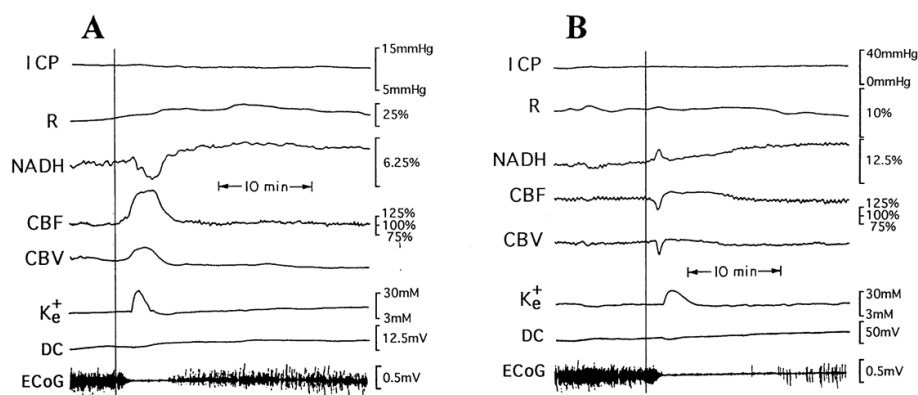 A
ICP
15mmHg
5mmHg
R
25%
NADH
6.25%
10 min
CBF
125%
100%
75%
CBV
Ke+
30mM
3mM
DC
12.5mV
ECoG
0.5mV
B
ICP
40mmHg
0mmHg
R
10%
NADH
12.5%
CBF
125%
100%
75%
CBV
10 min
Ke+
30mM
3mM
DC
50mV
ECoG
0.5mV